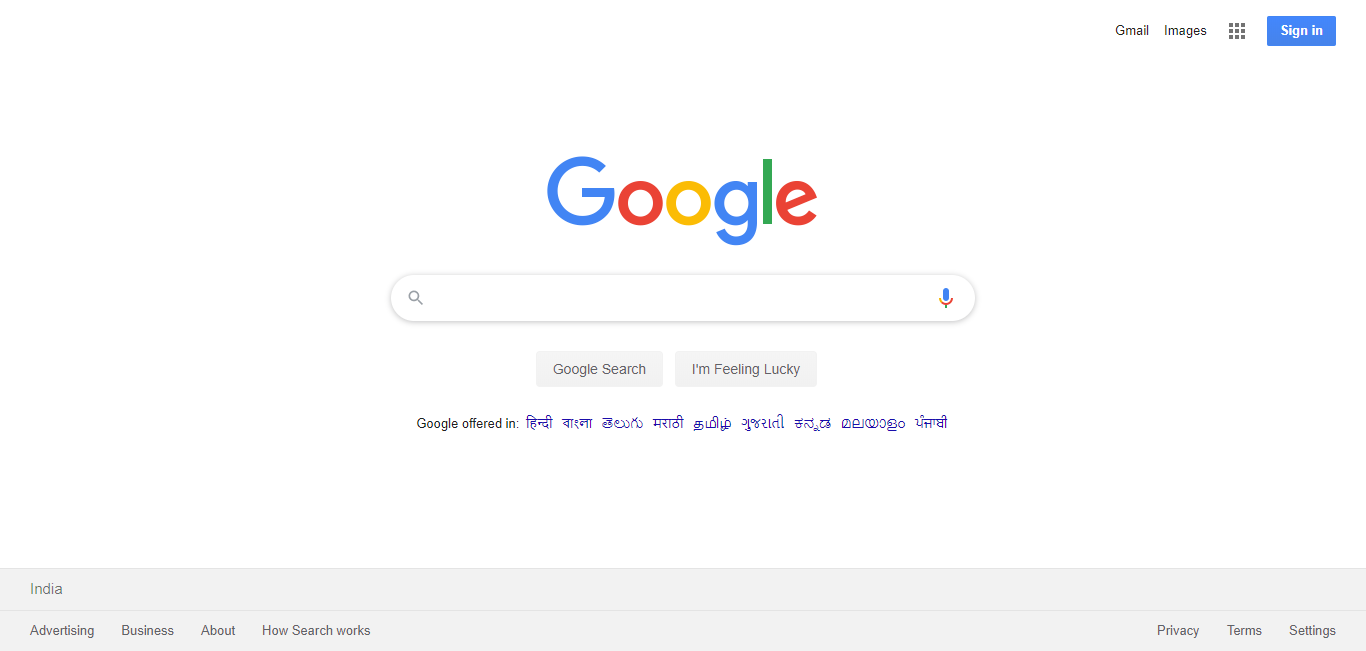 Gmail Images Sign in
Google
Google Search I'm Feeling Lucky
Google offered in: हिन्दी বাংলা తెలుగు मराठी தமிழ் ગુજરાતી ಕನ್ನಡ മലയാളം ਪੰਜਾਬੀ
India
Advertising Business About How Search works Privacy Terms Settings